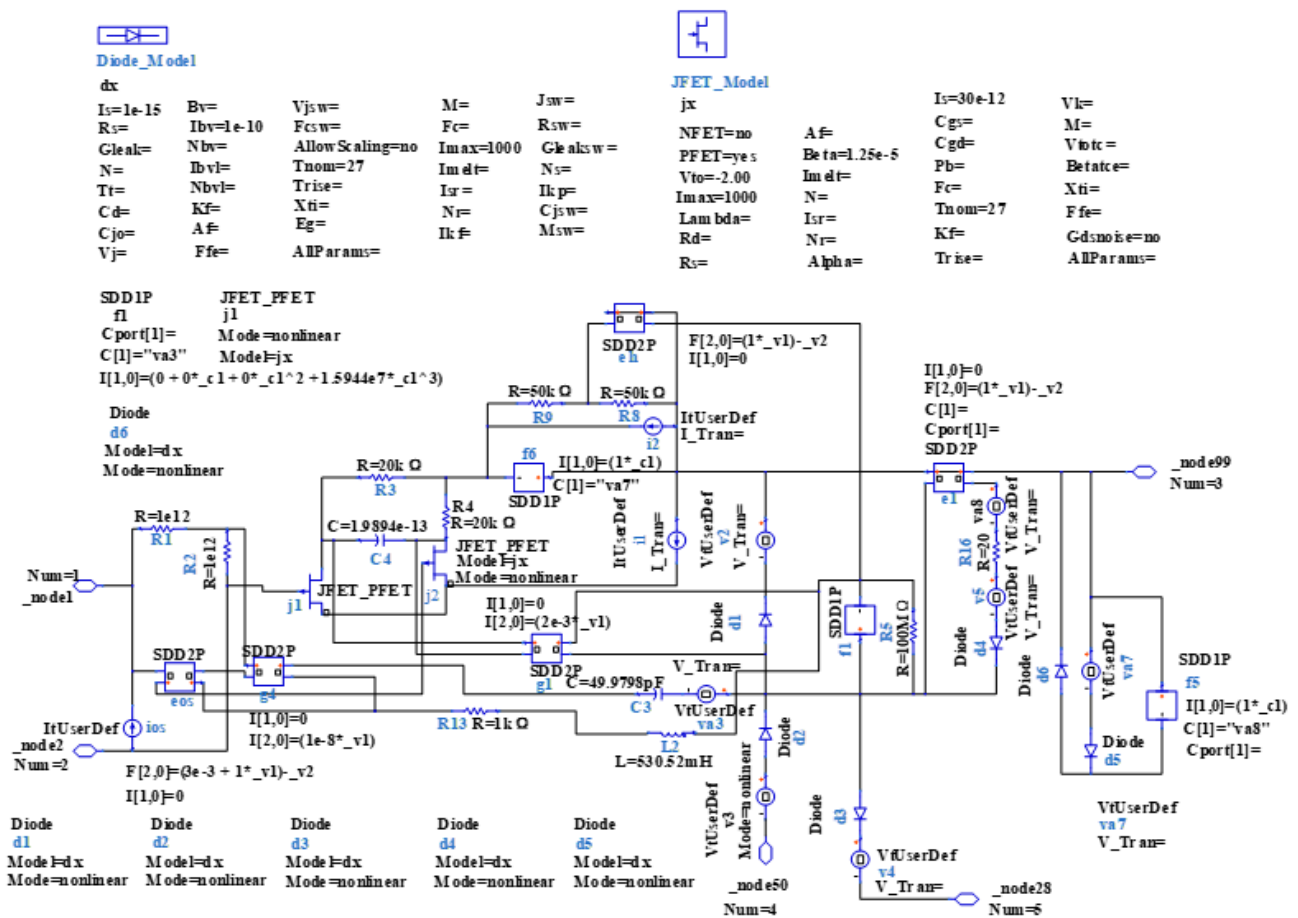 Diode_Model
dx
Is=1e-15
Rs=
Gleak=
N=
Tt=
Cd=
Cjo=
Vj=
Bv=
Ibv=1e-10
Nbv=
Ibvl=
Nbvl=
Kf=
Af=
Ffe=
Vjsw=
Fcsw=
AllowScaling=no
Tnom=27
Trise=
Xti=
Eg=
AllParams=
M=
Fc=
Imax=1000
Imelt=
Isr=
Nr=
Ikf=
Jsw=
Rsw=
Gleaksw=
Ns=
Ikp=
Cjsw=
Msw=
JFET_Model
jx
NFET=no
PFET=yes
Vto=-2.00
Imax=1000
Lambda=
Rd=
Rs=
Af=
Beta=1.25e-5
Imelt=
N=
Isr=
Nr=
Alpha=
Is=30e-12
Cgs=
Cgd=
Pb=
Fc=
Tnom=27
Kf=
Trise=
Vk=
M=
Vtotc=
Betatce=
Xti=
Ffe=
Gdsnoise=no
AllParams=
SDD1P
f1
Cport[1]=
C[1]="va3"
I[1,0]=(0 + 0*_c1 + 0*_c1^2 +1.5944e7*_c1^3)
JFET_PFET
j1
Mode=nonlinear
Model=jx
Diode
d6
Model=dx
Mode=nonlinear
SDD2P
eh
F[2,0]=(1*_v1)-_v2
I[1,0]=0
R=50k Ω
R9
R=50k Ω
R8
ItUserDef
i2
I_Tran=
I[1,0]=0
F[2,0]=(1*_v1)-_v2
C[1]=
Cport[1]=
SDD2P
e1
R=20k Ω
R3
f6
SDD1P
I[1,0]=(1*_c1)
C[1]="va7"
R4
R=20k Ω
_node99
Num=3
R=1e12
R1
R2
R=1e12
C=1.9894e-13
C4
JFET_PFET
Model=jx
Mode=nonlinear
j2
JFET_PFET
j1
ItUserDef
i1
I_Tran=
VtUserDef
v2
V_Tran=
va8
VtUserDef
V_Tran=
R16
R=20
v5
VtUserDef
V_Tran=
Num=1
_node1
I[1,0]=0
I[2,0]=(2e-3*_v1)
SDD2P
g1
Diode
d1
SDD1P
f1
R5
R=100M Ω
Diode
d4
Diode
d6
VtUserDef
va7
SDD1P
f5
I[1,0]=(1*_c1)
C[1]="va8"
Cport[1]=
SDD2P
eos
SDD2P
g4
I[1,0]=0
I[2,0]=(1e-8*_v1)
C=49.9798pF
C3
V_Tran=
VtUserDef
va3
ItUserDef
ios
R13
R=1k Ω
L2
L=530.52mH
Diode
d2
Diode
d5
_node2
Num=2
F[2,0]=(3e-3 + 1*_v1)-_v2
I[1,0]=0
VtUserDef
v3
Mode=nonlinear
Diode
d3
VtUserDef
v4
V_Tran=
VtUserDef
va7
V_Tran=
Diode
d1
Model=dx
Mode=nonlinear
Diode
d2
Model=dx
Mode=nonlinear
Diode
d3
Model=dx
Mode=nonlinear
Diode
d4
Model=dx
Mode=nonlinear
Diode
d5
Model=dx
Mode=nonlinear
_node50
Num=4
_node28
Num=5